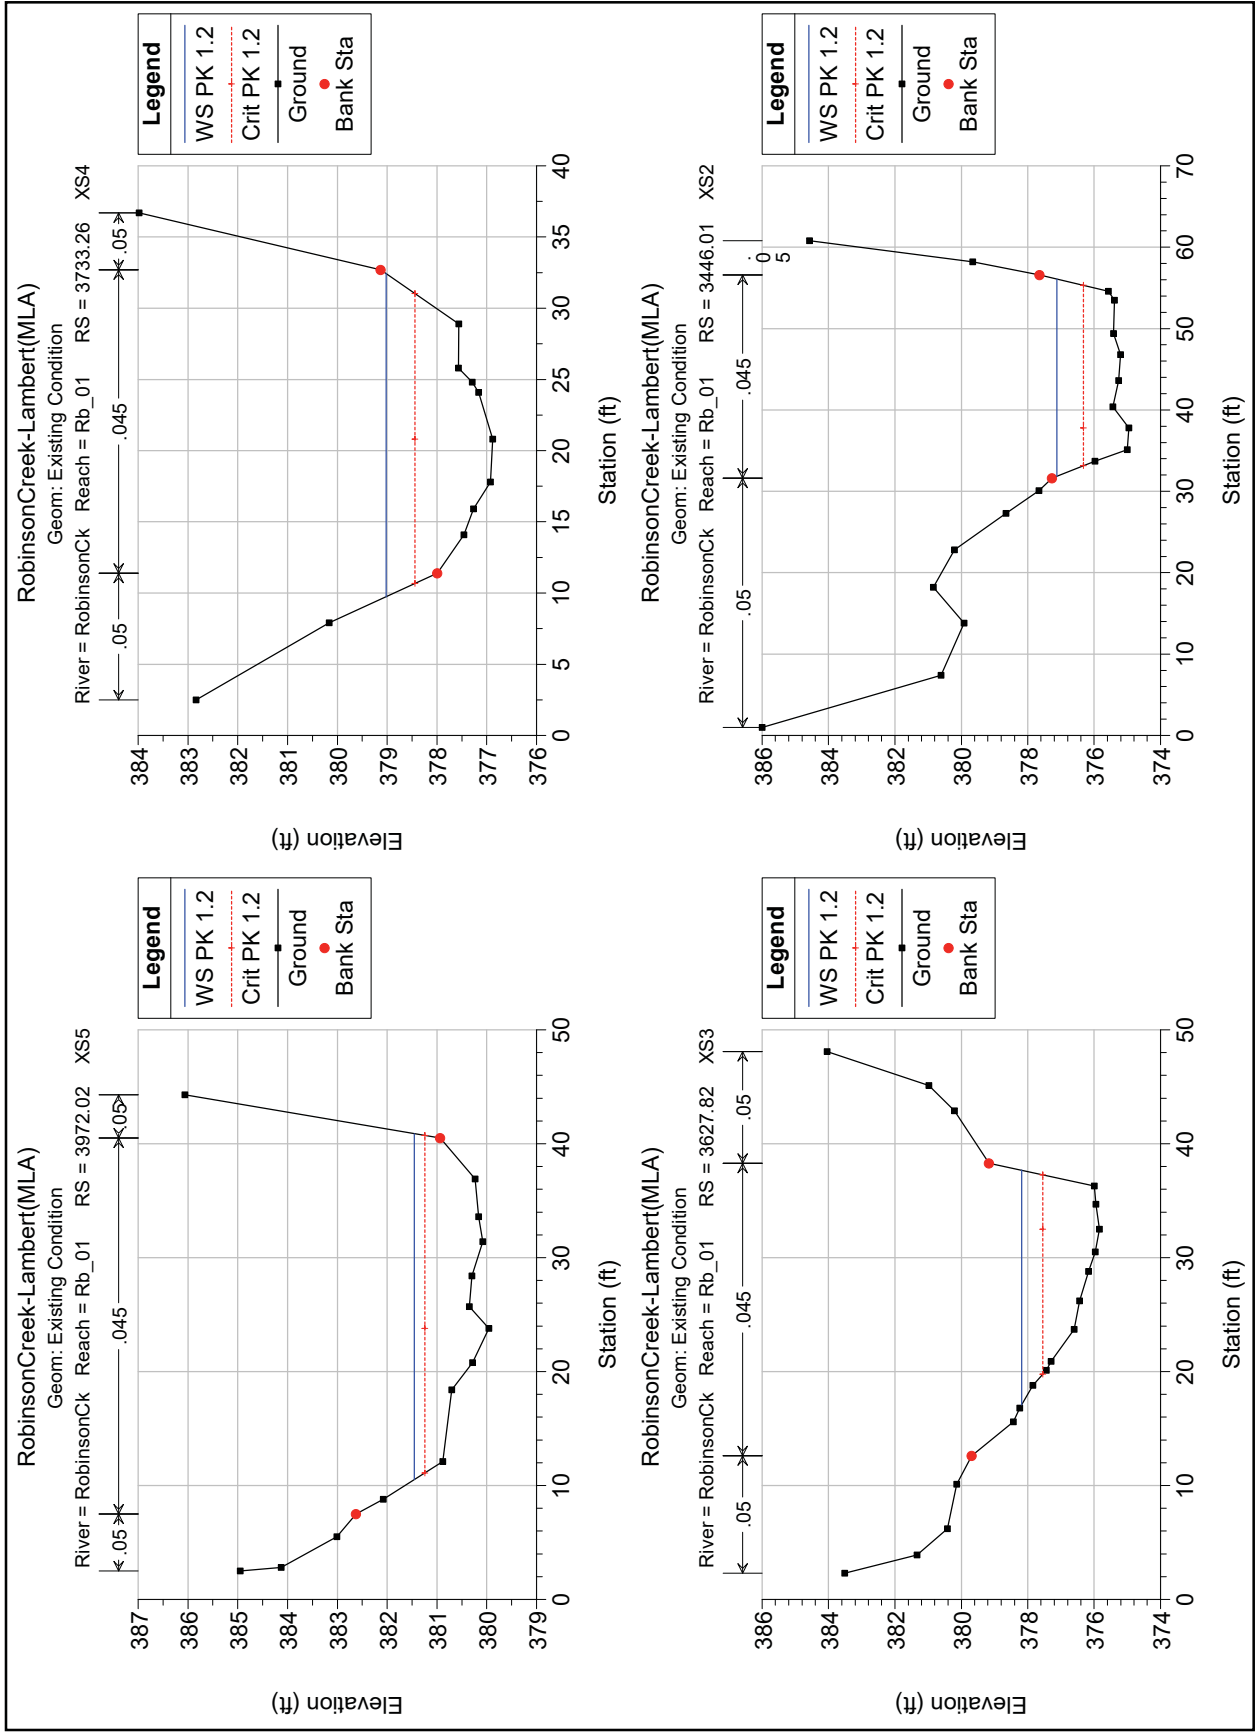 RobinsonCreek-Lambert(MLA)
Geom: Existing Condition
River = RobinsonCk Reach = Rb_01 RS = 3972.02 XS5
.05
.045
.05
Legend
WS PK 1.2
Crit PK 1.2
Ground
Bank Sta
387
386
385
384
383
382
381
380
379
Elevation (ft)
0
10
20
30
40
50
Station (ft)
RobinsonCreek-Lambert(MLA)
Geom: Existing Condition
River = RobinsonCk Reach = Rb_01 RS = 3733.26 XS4
.05
.045
.05
Legend
WS PK 1.2
Crit PK 1.2
Ground
Bank Sta
384
383
382
381
380
379
378
377
376
Elevation (ft)
0
5
10
15
20
25
30
35
40
Station (ft)
RobinsonCreek-Lambert(MLA)
Geom: Existing Condition
River = RobinsonCk Reach = Rb_01 RS = 3627.82 XS3
.05
.045
.05
Legend
WS PK 1.2
Crit PK 1.2
Ground
Bank Sta
386
384
382
380
378
376
374
Elevation (ft)
0
10
20
30
40
50
Station (ft)
RobinsonCreek-Lambert(MLA)
Geom: Existing Condition
River = RobinsonCk Reach = Rb_01 RS = 3446.01 XS2
.05
.045
.
0
5
Legend
WS PK 1.2
Crit PK 1.2
Ground
Bank Sta
386
384
382
380
378
376
374
Elevation (ft)
0
10
20
30
40
50
60
70
Station (ft)